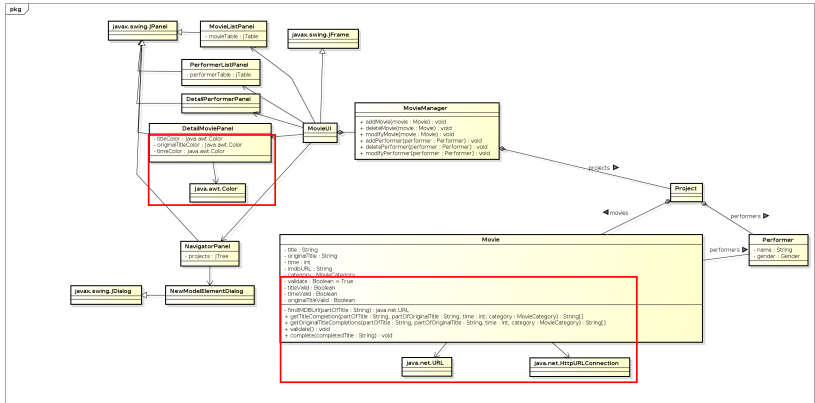 pkg
javax.swing.JPanel
MovieListPanel
- movieTable : JTable
javax.swing.JFrame
PerformerListPanel
- performerTable : JTable
DetailPerformerPanel
DetailMoviePanel
- titleColor : java.awt.Color
- originalTitleColor : java.awt.Color
- timeColor : java.awt.Color
java.awt.Color
MovieUI
MovieManager
+ addMovie(movie : Movie) : void
+ deleteMovie(movie : Movie) : void
+ modifyMovie(movie : Movie) : void
+ addPerformer(performer : Performer) : void
+ deletePerformer(performer : Performer) : void
+ modifyPerformer(performer : Performer) : void
projects
Project
movies
performers
NavigatorPanel
- projects : JTree
javax.swing.JDialog
NewModelElementDialog
Movie
- title : String
- originalTitle : String
- time : int
- imdbURL : String
- category : MovieCategory
- validate : Boolean = True
- titleValid : Boolean
- timeValid : Boolean
- originalTitleValid : Boolean
- findIMDBUrl(partOfTitle : String) : java.net.URL
+ getTitleCompletion(partOfTitle : String, partOfOriginalTitle : String, time : int, category : MovieCategory) : String[]
+ getOriginalTitleCompletions(partOfTitle : String, partOfOriginalTitle : String, time : int, category : MovieCategory) : String[]
+ validate() : void
+ complete(completedTitle : String) : void
performers
Performer
- name : String
- gender : Gender
java.net.URL
java.net.HttpURLConnection